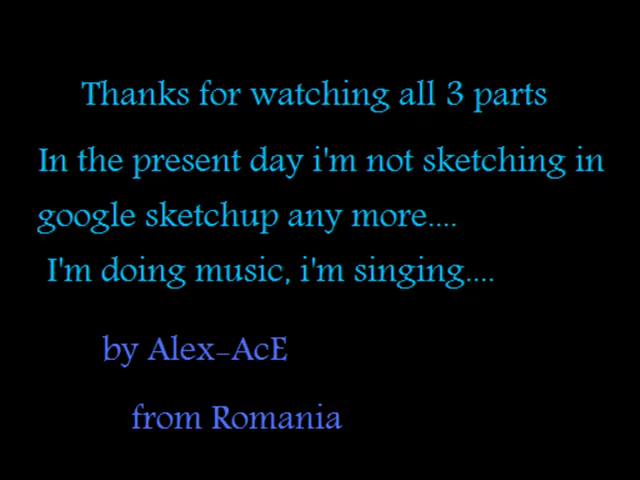 Thanks for watching all 3 parts
In the present day i'm not sketching in
google sketchup any more....
I'm doing music, i'm singing....
by Alex-AcE
from Romania